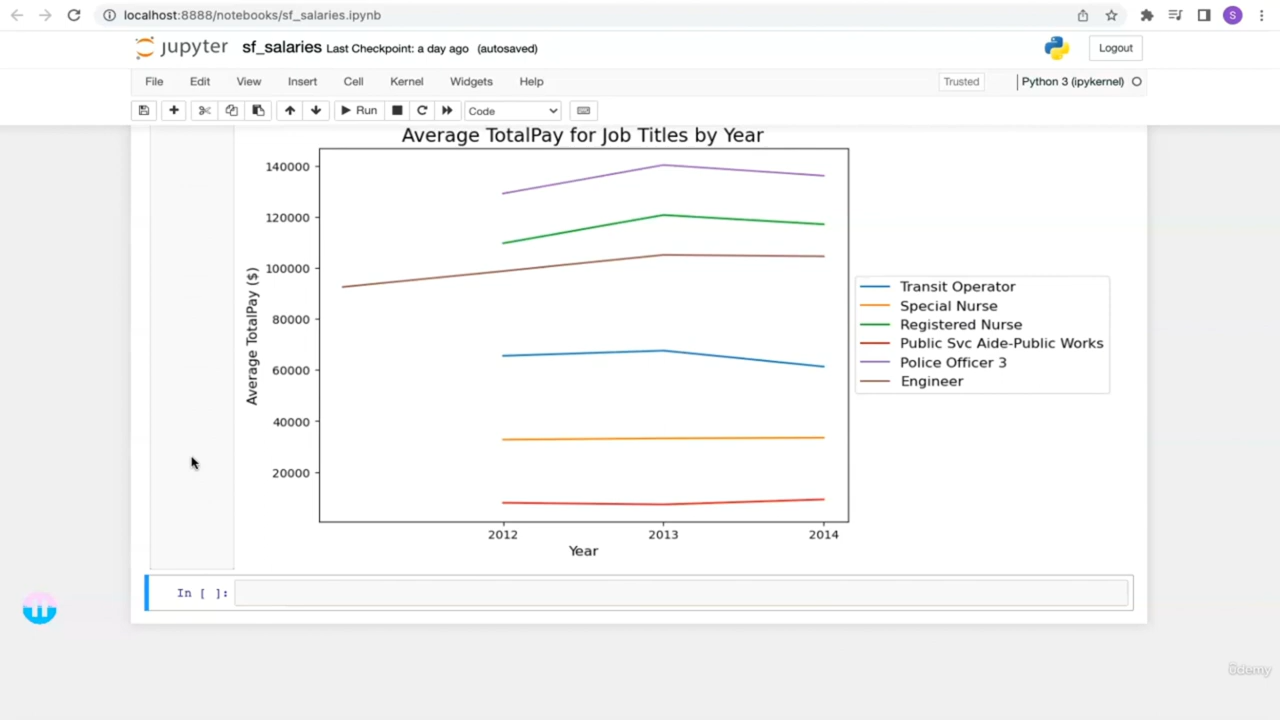 localhost:8888/notebooks/sf_salaries.ipynb
S
jupyter sf_salaries Last Checkpoint: a day ago (autosaved)
Logout
File Edit View Insert Cell Kernel Widgets Help
Trusted Python 3 (ipykernel)
Run Code
Average TotalPay for Job Titles by Year
140000
120000
100000
80000
60000
40000
20000
Average TotalPay ($)
2012 2013 2014
Year
Transit Operator
Special Nurse
Registered Nurse
Public Svc Aide-Public Works
Police Officer 3
Engineer
In [ ]:
ûdemy